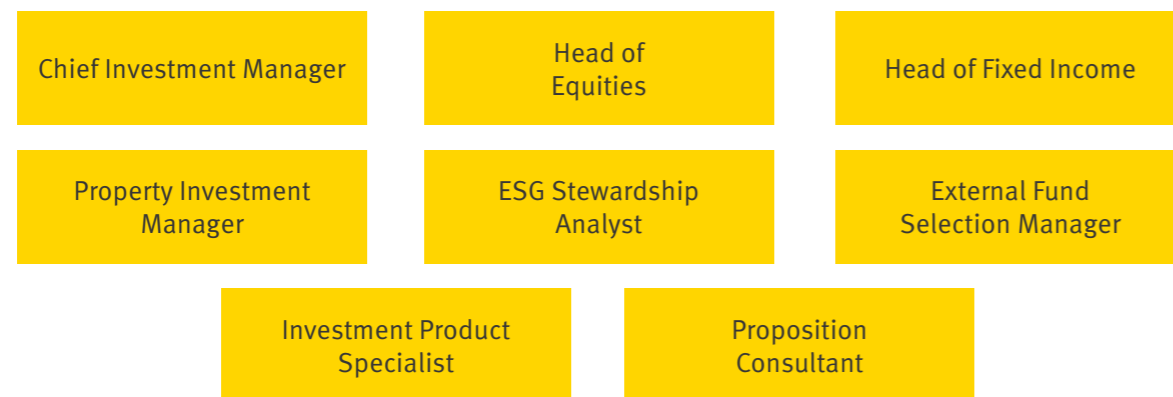 Chief Investment Manager
Head of
Equities
Head of Fixed Income
Property Investment
Manager
ESG Stewardship
Analyst
External Fund
Selection Manager
Investment Product
Specialist
Proposition
Consultant